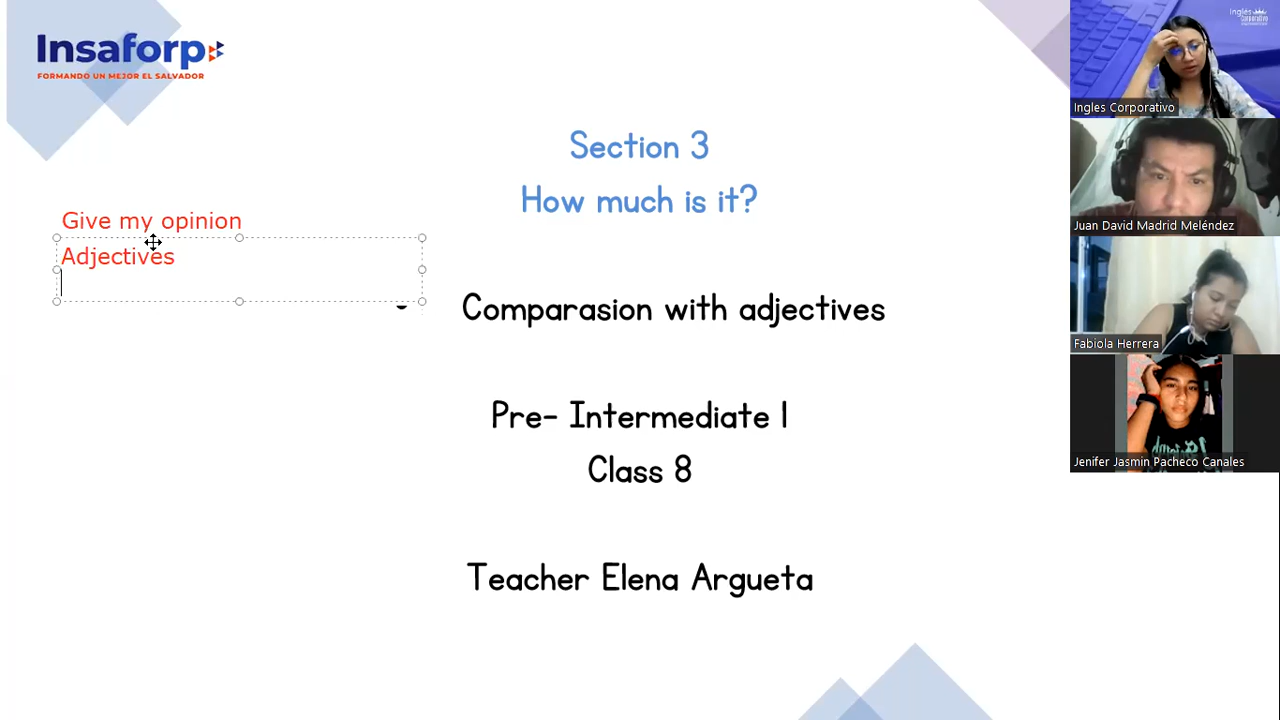 Insaforp
FORMANDO UN MEJOR EL SALVADOR
Section 3
How much is it?
Give my opinion
Adjectives
Comparasion with adjectives
Pre- Intermediate 1
Class 8
Teacher Elena Argueta
Inglés
Corporativo
Ingles Corporativo
Juan David Madrid Meléndez
Fabiola Herrera
Jenifer Jasmin Pacheco Canales